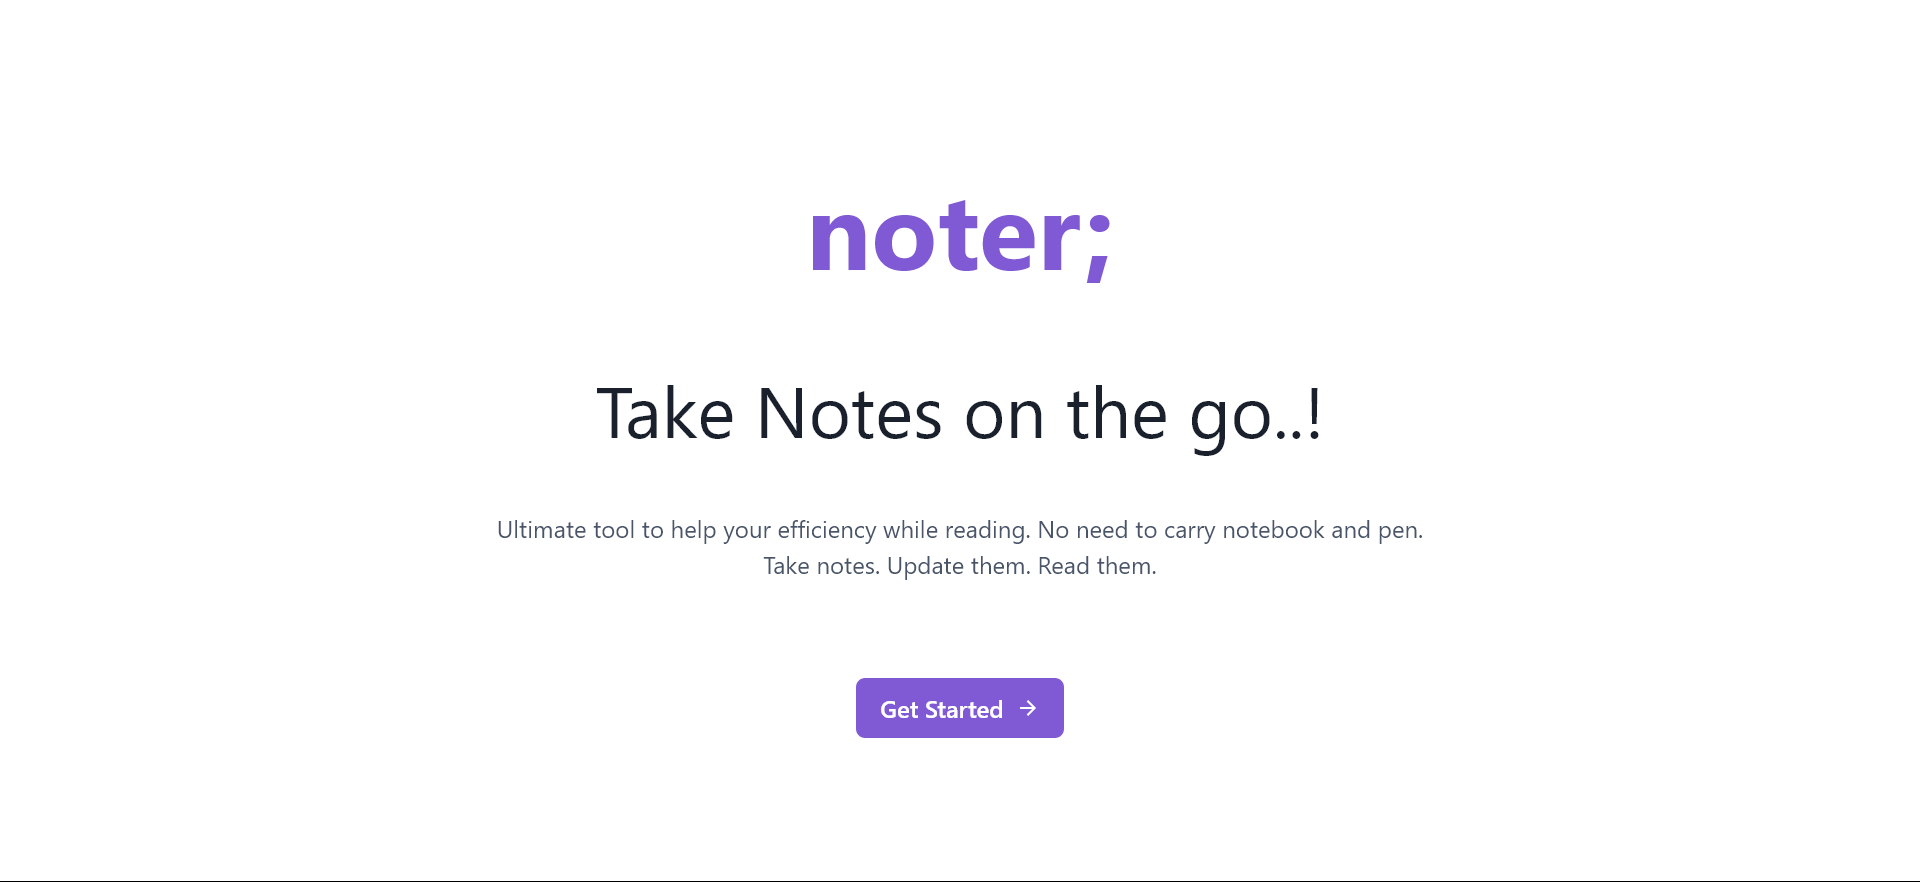 noter;
Take Notes on the go..!
Ultimate tool to help your efficiency while reading. No need to carry notebook and pen.
Take notes. Update them. Read them.
Get Started